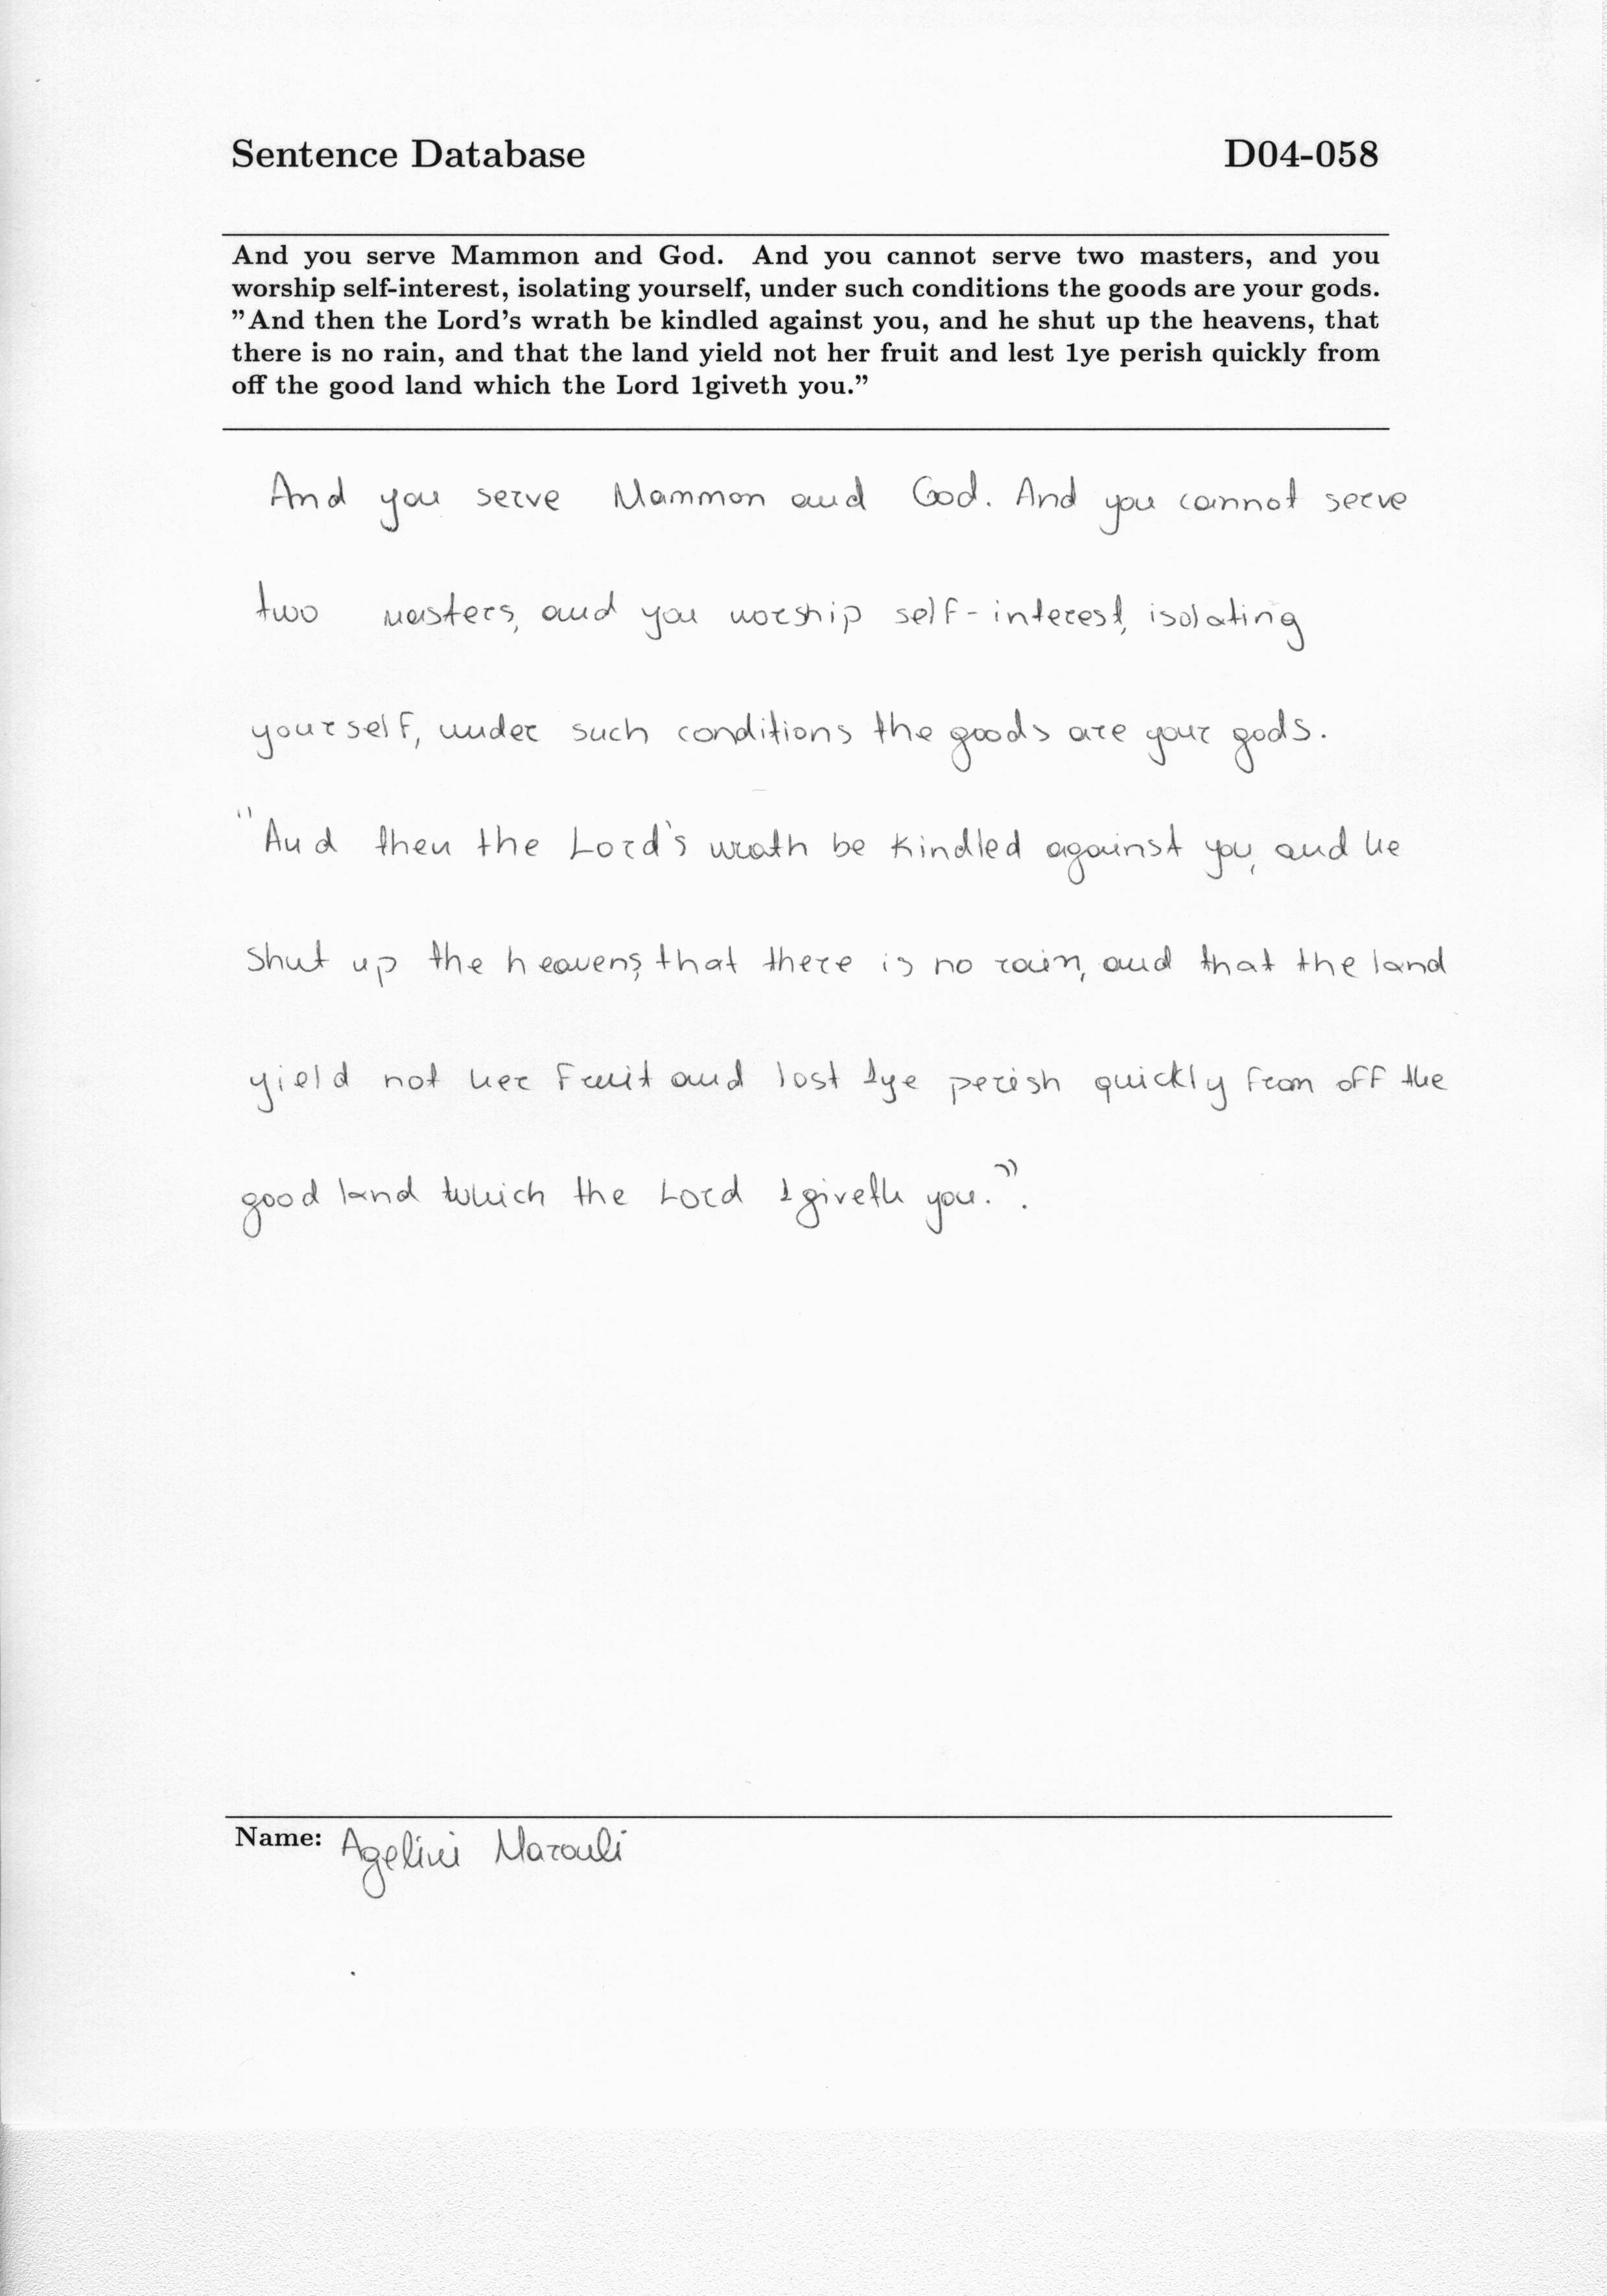 Sentence Database D04-058
And you serve Mammon and God. And you cannot serve two masters, and you
worship self-interest, isolating yourself, under such conditions the goods are your gods.
"And then the Lord's wrath be kindled against you, and he shut up the heavens, that
there is no rain, and that the land yield not her fruit and lest 1ye perish quickly from
off the good land which the Lord 1giveth you."
And you serve Mammon and God. And you cannot serve
two masters, and you worship self-interest, isolating
yourself, under such conditions the goods are your gods.
"And then the Lord's wrath be kindled against you, and he
shut up the heavens, that there is no rain, and that the land
yield not her fruit and lost 1ye perish quickly from off the
good land which the Lord 1giveth you.".
Name: Agelini Marouli